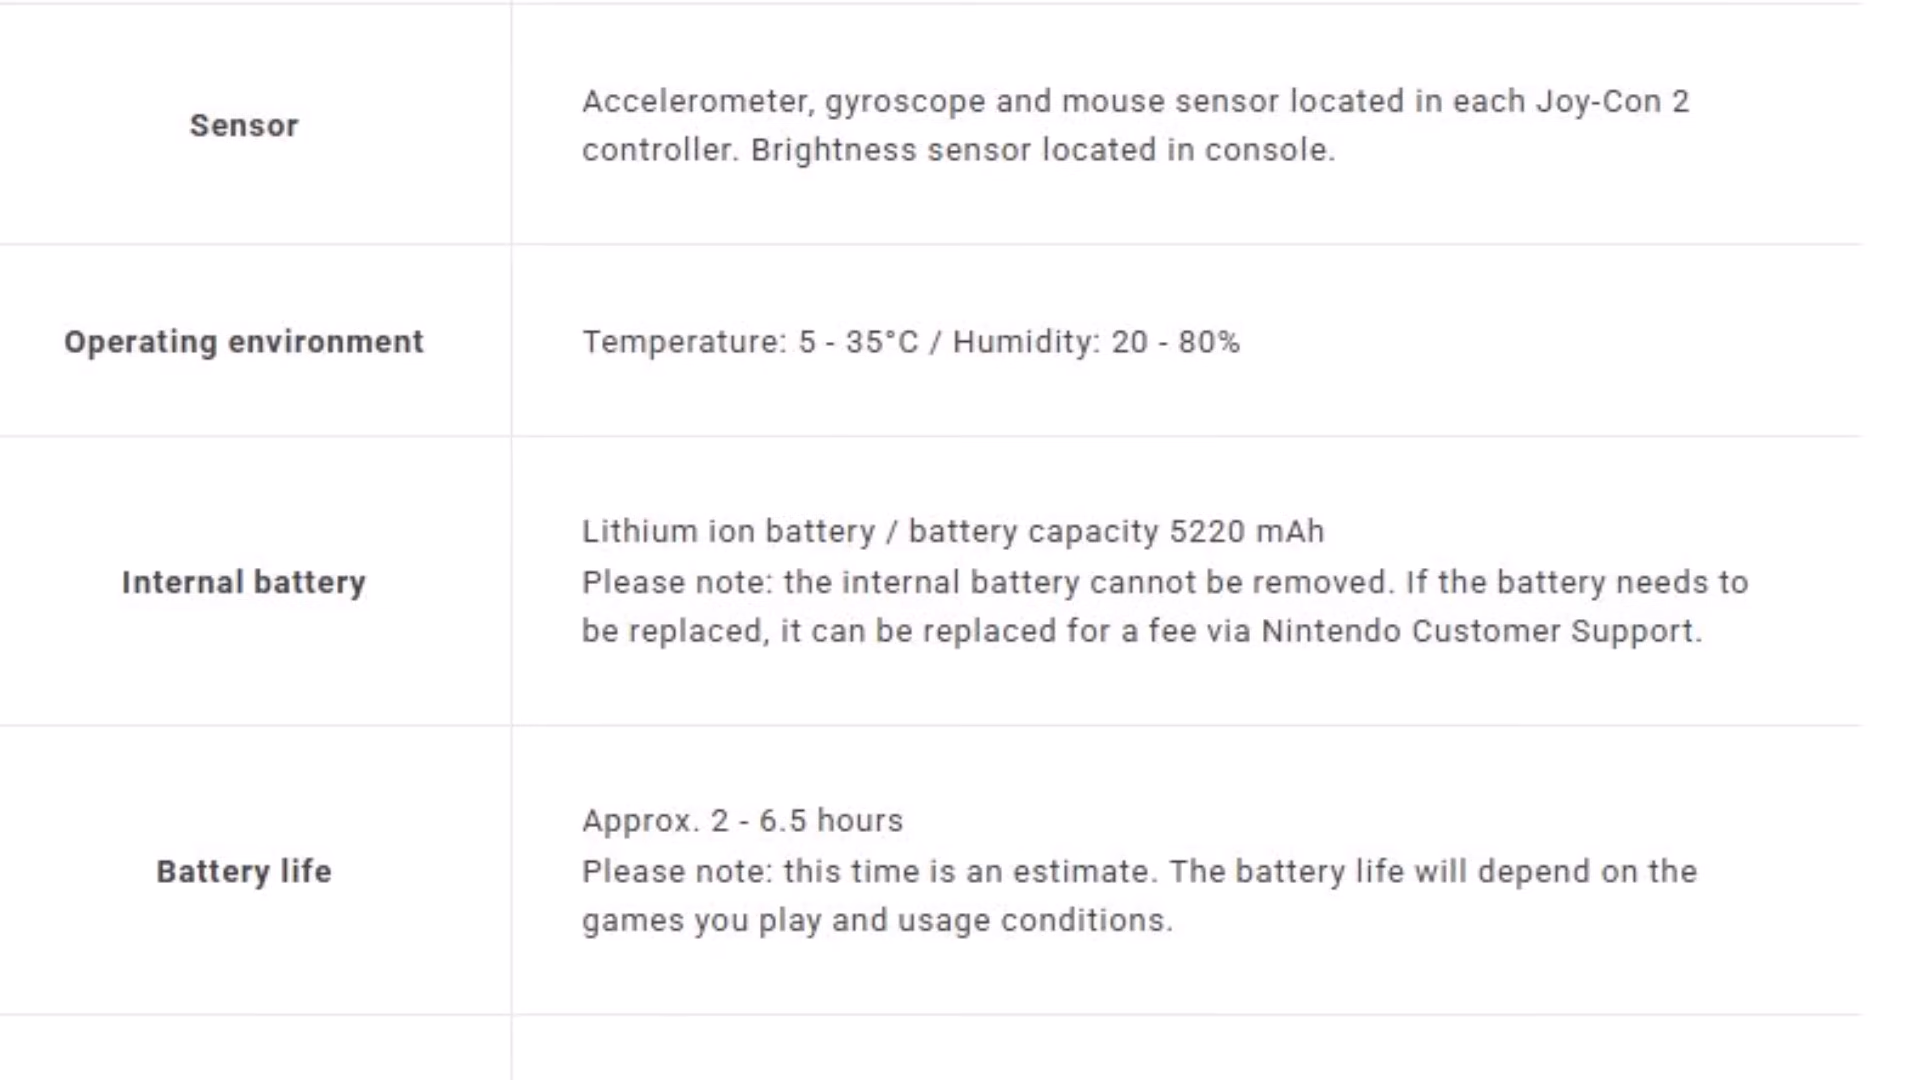 Sensor
Accelerometer, gyroscope and mouse sensor located in each Joy-Con 2
controller. Brightness sensor located in console.
Operating environment
Temperature: 5 - 35°C / Humidity: 20 - 80%
Internal battery
Lithium ion battery / battery capacity 5220 mAh
Please note: the internal battery cannot be removed. If the battery needs to
be replaced, it can be replaced for a fee via Nintendo Customer Support.
Battery life
Approx. 2 - 6.5 hours
Please note: this time is an estimate. The battery life will depend on the
games you play and usage conditions.